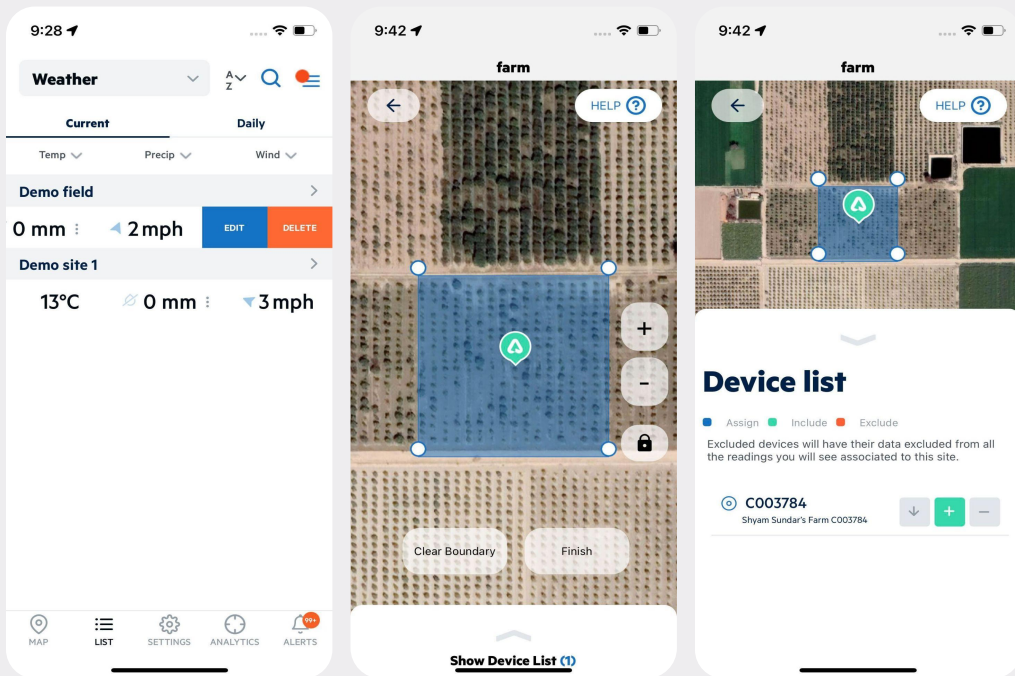 9:28
Weather
A
Z
Current Daily
Temp Precip Wind
Demo field
0 mm 2 mph EDIT DELETE
Demo site 1
13°C 0 mm 3 mph
MAP LIST SETTINGS ANALYTICS ALERTS
99+
9:42
farm
HELP ?
+
-
Clear Boundary Finish
Show Device List (1)
9:42
farm
HELP ?
Device list
Assign Include Exclude
Excluded devices will have their data excluded from all
the readings you will see associated to this site.
C003784
Shyam Sundar's Farm C003784
+ −